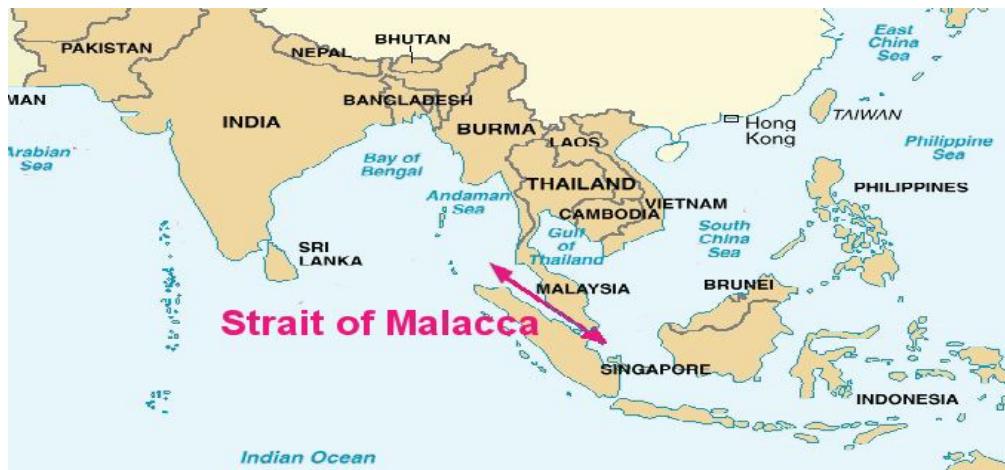 PAKISTAN
NEPAL
BHUTAN
East
China
Sea
MAN
INDIA
BANGLADESH
BURMA
LAOS
Hong
Kong
TAIWAN
Arabian
Sea
Bay of
Bengal
Philippine
Sea
Andaman
Sea
THAILAND
VIETNAM
CAMBODIA
PHILIPPINES
Gulf
of
Thailand
South
China
Sea
SRI
LANKA
MALAYSIA
BRUNEI
Strait of Malacca
SINGAPORE
INDONESIA
Indian Ocean